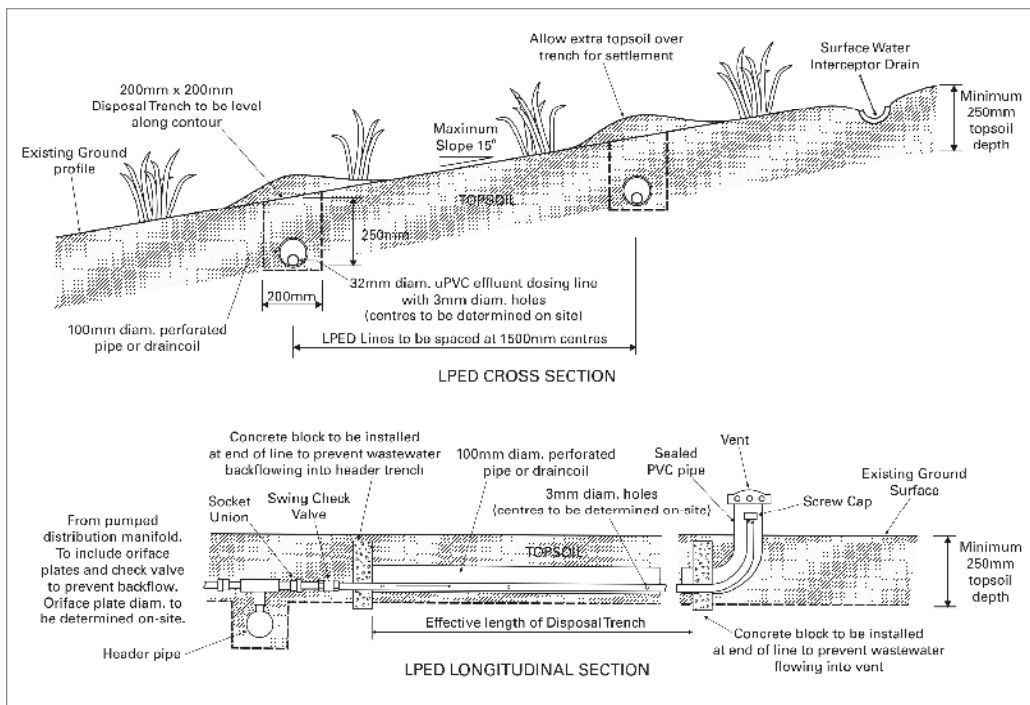 Allow extra topsoil over
trench for settlement
Surface Water
Interceptor Drain
200mm x 200mm
Disposal Trench to be level
along contour
Minimum
250mm
topsoil
depth
Maximum
Slope 15°
Existing Ground
profile
TOPSOIL
250mm
32mm diam. uPVC effluent dosing line
with 3mm diam. holes
(centres to be determined on site)
200mm
100mm diam. perforated
pipe or draincoil
LPED Lines to be spaced at 1500mm centres
LPED CROSS SECTION
Concrete block to be installed
at end of line to prevent wastewater
backflowing into header trench
100mm diam. perforated
pipe or draincoil
Vent
Sealed
PVC pipe
Existing Ground
Surface
Screw Cap
3mm diam. holes
(centres to be determined on-site)
Swing Check
Valve
Socket
Union
From pumped
distribution manifold.
To include oriface
plates and check valve
to prevent backflow.
Oriface plate diam. to
be determined on-site.
TOPSOIL
Minimum
250mm
topsoil
depth
Effective length of Disposal Trench
Header pipe
Concrete block to be installed
at end of line to prevent wastewater
flowing into vent
LPED LONGITUDINAL SECTION